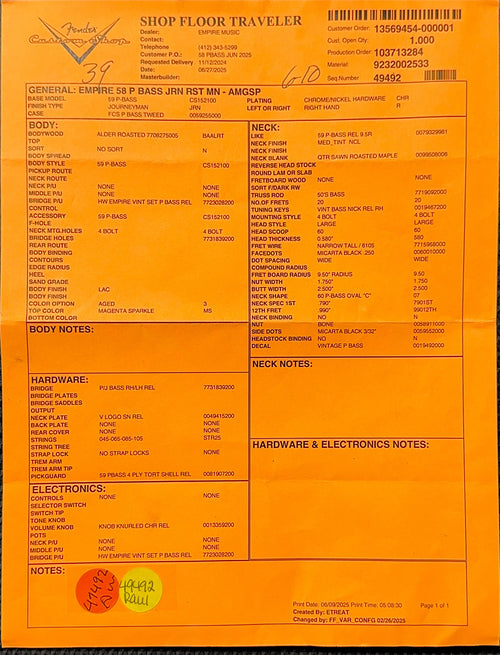 Fender
Custom Shop
39
SHOP FLOOR TRAVELER
Dealer: EMPIRE MUSIC
Contact:
Telephone (412) 343-5299
Customer P.O.: 58 PBASS JUN 2025
Requested Delivery 11/12/2024
Date: 06/27/2025
Masterbuilder:
Customer Order: 13569454-000001
Cust. Open Qty: 1.000
Production Order: 103713284
Material: 9232002533
Seq.Number 49492
GENERAL: EMPIRE 58 P BASS JRN RST MN - AMGSP
BASE MODEL 59 P-BASS CS152100 PLATING CHROME/NICKEL HARDWARE CHR
FINISH TYPE JOURNEYMAN JRN LEFT OR RIGHT RIGHT HAND R
CASE FCS P BASS TWEED 0059255000
BODY:
BODYWOOD ALDER ROASTED 7706275005 BAALRT
TOP
SORT NO SORT N
BODY SPREAD
BODY STYLE 59 P-BASS CS152100
PICKUP ROUTE
NECK ROUTE
NECK P/U NONE NONE
MIDDLE P/U NONE NONE
BRIDGE P/U HW EMPIRE VINT SET P BASS REL 7723028200
CONTROL
ACCESSORY 59 P-BASS CS152100
F-HOLE
NECK MTG.HOLES 4 BOLT 4 BOLT
BRIDGE HOLES 7731839200
REAR ROUTE
BODY BINDING
CONTOURS
EDGE RADIUS
HEEL
SAND GRADE
BODY FINISH LAC
BODY FINISH
COLOR OPTION AGED 3
TOP COLOR MAGENTA SPARKLE MS
BOTTOM COLOR
BODY NOTES:
HARDWARE:
BRIDGE P/J BASS RH/LH REL 7731839200
BRIDGE PLATES
BRIDGE SADDLES
OUTPUT
NECK PLATE V LOGO SN REL 0049415200
BACK PLATE NONE NONE
REAR COVER NONE NONE
STRINGS 045-065-085-105 STR25
STRING TREE
STRAP LOCK NO STRAP LOCKS NONE
TREM ARM
TREM ARM TIP
PICKGUARD 59 PBASS 4 PLY TORT SHELL REL 0081907200
ELECTRONICS:
CONTROLS NONE NONE
SELECTOR SWITCH
SWITCH TIP
TONE KNOB
VOLUME KNOB KNOB KNURLED CHR REL 0013359200
POTS
NECK P/U NONE NONE
MIDDLE P/U NONE NONE
BRIDGE P/U HW EMPIRE VINT SET P BASS REL 7723028200
NECK:
LIKE 59 P-BASS REL 9.5R 0079329981
NECK FINISH MED_TINT NCL
NECK FINISH
NECK BLANK QTR SAWN ROASTED MAPLE 0099508006
REVERSE HEAD STOCK
ROUND LAM OR SLAB
FRETBOARD WOOD NONE NONE
SORT F/DARK RW
TRUSS ROD 50'S BASS 7719092000
NO.OF FRETS 20 20
TUNING KEYS VINT BASS NICK REL RH 0019467200
MOUNTING STYLE 4 BOLT 4 BOLT
HEAD STYLE LARGE LARGE
HEAD SCOOP 60 60
HEAD THICKNESS 0.580" 580
FRET WIRE NARROW TALL / 6105 7715958000
FACEDOTS MICARTA BLACK .250 0060010000
DOT SPACING WIDE WIDE
COMPOUND RADIUS
FRET BOARD RADIUS 9.50" RADIUS 9.50
NUT WIDTH 1.750" 1.750
BUTT WIDTH 2.500" 2.500
NECK SHAPE 60 P-BASS OVAL "C" 07
NECK SPEC 1ST 790" 7901ST
12TH FRET 990" 99012TH
NECK BINDING NO N
NUT BONE 0058911000
SIDE DOTS MICARTA BLACK 3/32" 0059552000
HEADSTOCK BINDING NO N
DECAL VINTAGE P BASS 0019492000
NECK NOTES:
HARDWARE & ELECTRONICS NOTES:
NOTES:
47492
49492
Paul
Print Date: 06/09/2025 Print Time: 05:08:30 Page 1 of 1
Created By: ETREAT
Changed by: FF_VAR_CONFG 02/26/2025